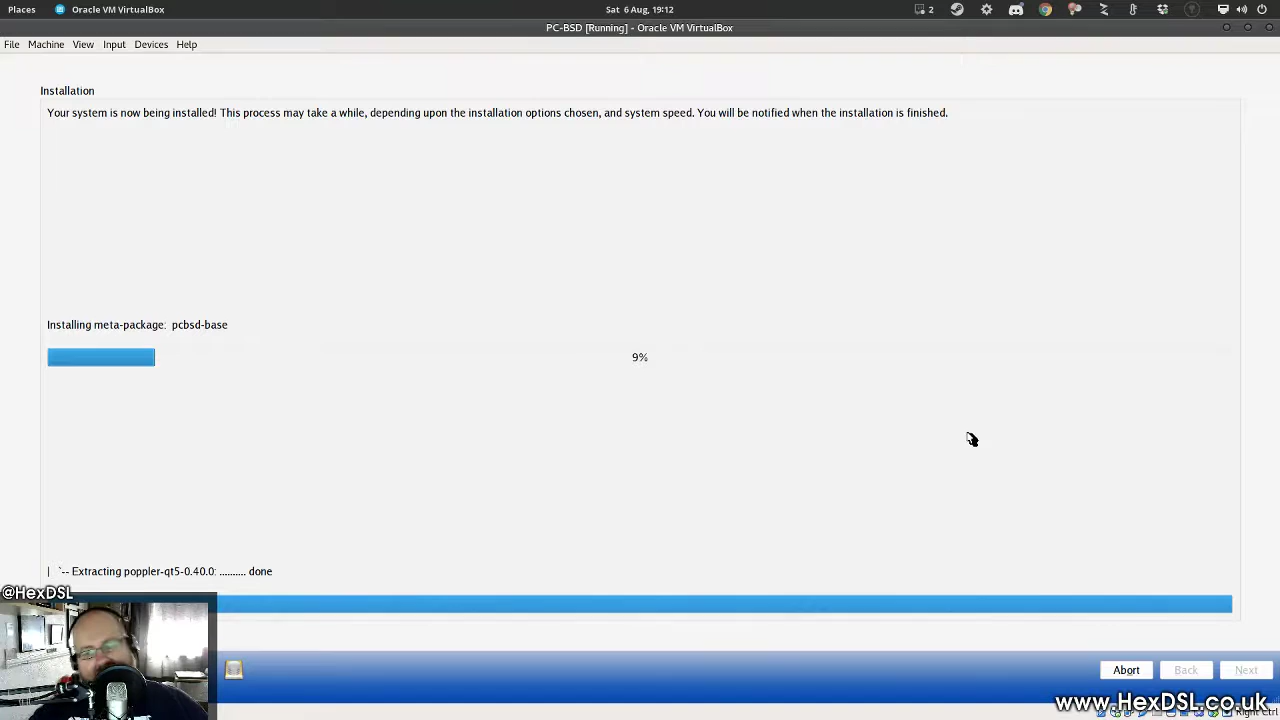 Places Oracle VM VirtualBox Sat 6 Aug, 19:12 2
PC-BSD [Running] - Oracle VM VirtualBox
File Machine View Input Devices Help
Installation
Your system is now being installed! This process may take a while, depending upon the installation options chosen, and system speed. You will be notified when the installation is finished.
Installing meta-package: pcbsd-base
9%
| `-- Extracting poppler-qt5-0.40.0: .......... done
@HexDSL
Abort Back Next
www.HexDSL.co.uk
Right Ctrl